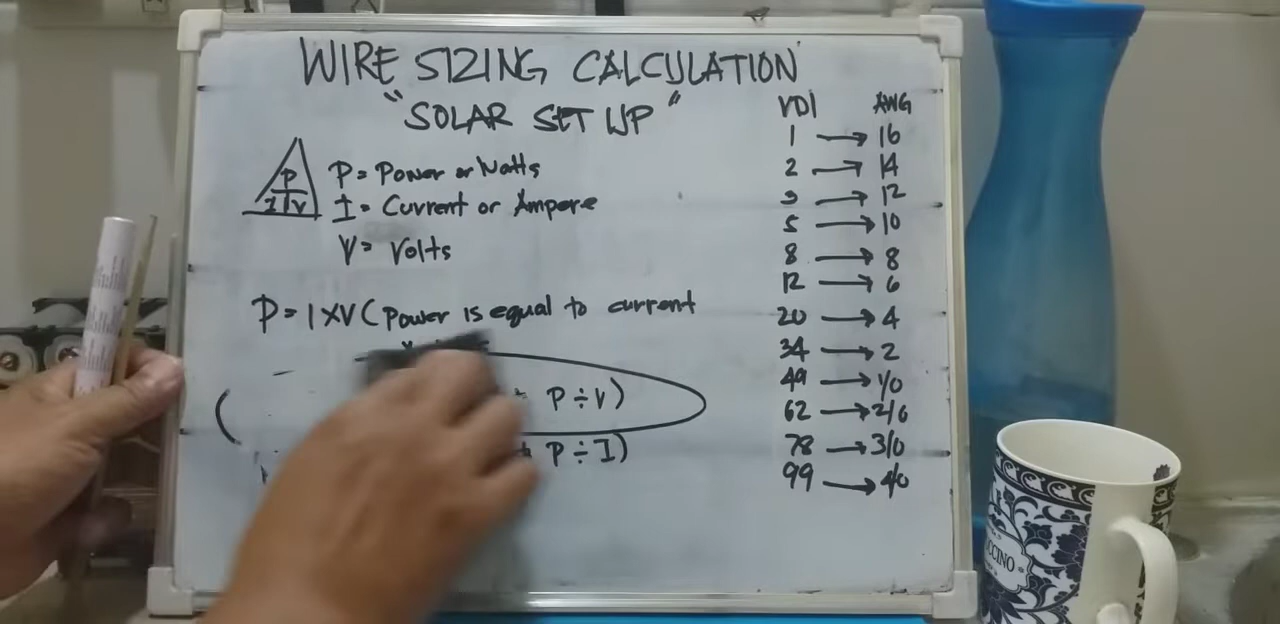 WIRE SIZING CALCULATION
"SOLAR SET UP"
P
I V
P = Power or Watts
I = Current or Ampere
V = Volts
P = I x V (Power is equal to current
P ÷ V)
P ÷ I)
VDI AWG
1 → 16
2 → 14
3 → 12
5 → 10
8 → 8
12 → 6
20 → 4
34 → 2
49 → 1/0
62 → 2/0
78 → 3/0
99 → 4/0
CCINO